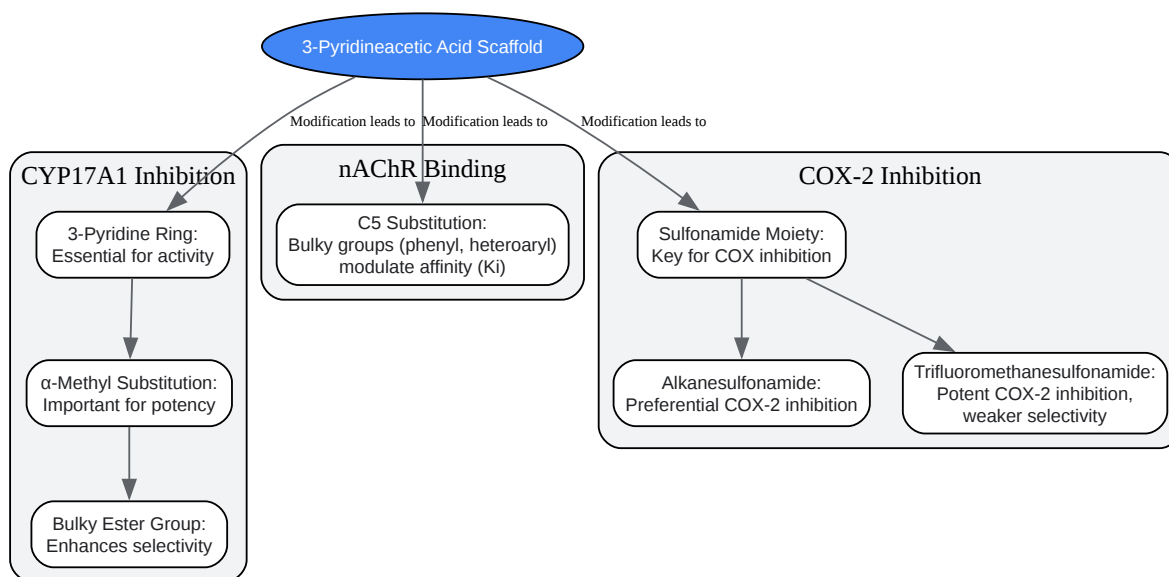 3-Pyridineacetic Acid Scaffold
Modification leads to
Modification leads to
Modification leads to
CYP17A1 Inhibition
3-Pyridine Ring:
Essential for activity
α-Methyl Substitution:
Important for potency
Bulky Ester Group:
Enhances selectivity
nAChR Binding
C5 Substitution:
Bulky groups (phenyl, heteroaryl)
modulate affinity (Ki)
COX-2 Inhibition
Sulfonamide Moiety:
Key for COX inhibition
Alkanesulfonamide:
Preferential COX-2 inhibition
Trifluoromethanesulfonamide:
Potent COX-2 inhibition,
weaker selectivity